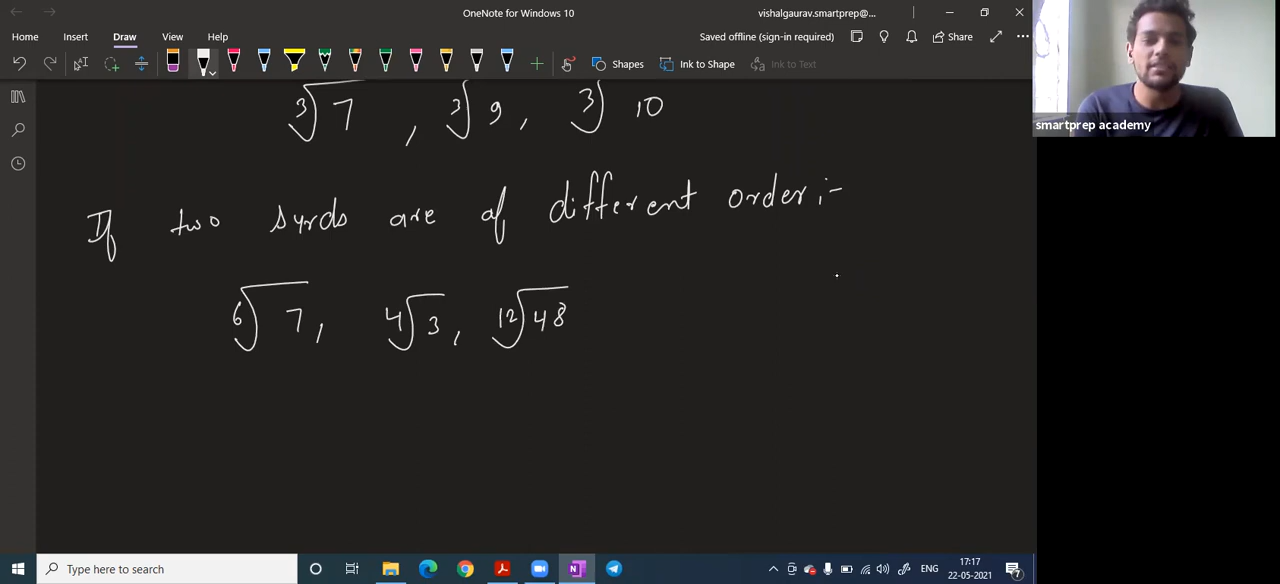 OneNote for Windows 10
vishalgaurav.smartprep@...
Home Insert Draw View Help
Saved offline (sign-in required) Share
Shapes Ink to Shape Ink to Text
smartprep academy
∛7 , ∛9 , ∛10
If two syrds are of different order :-
⁶√7 , ⁴√3 , ¹²√48
Type here to search
ENG
17:17
22-05-2021
7